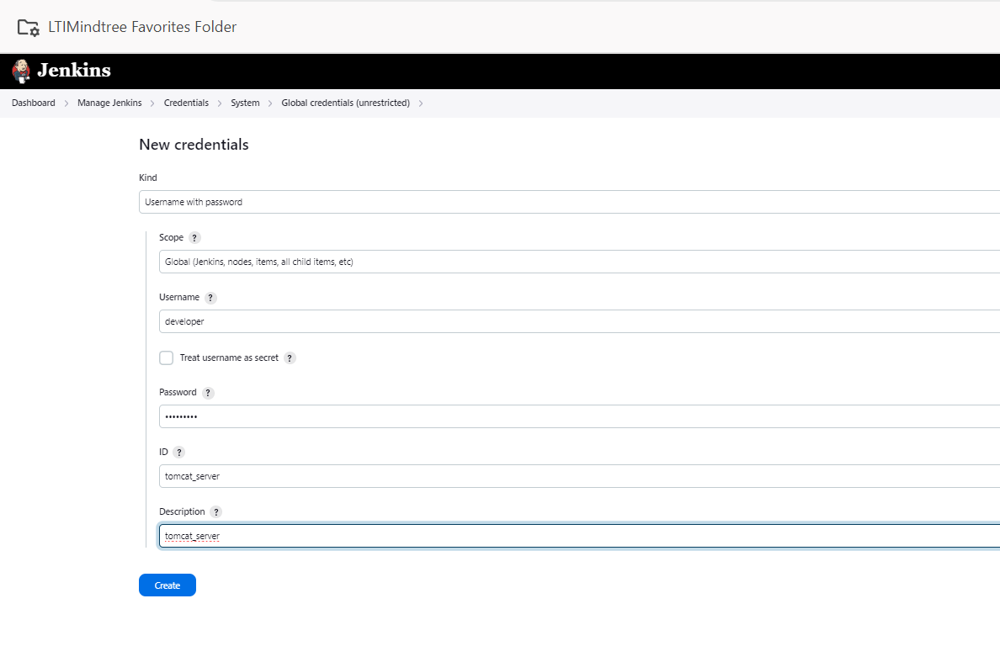 LTIMindtree Favorites Folder
Jenkins
Dashboard > Manage Jenkins > Credentials > System > Global credentials (unrestricted) >
New credentials
Kind
Username with password
Scope ?
Global (Jenkins, nodes, items, all child items, etc)
Username ?
developer
Treat username as secret ?
Password ?
•••••••••
ID ?
tomcat_server
Description ?
tomcat_server
Create